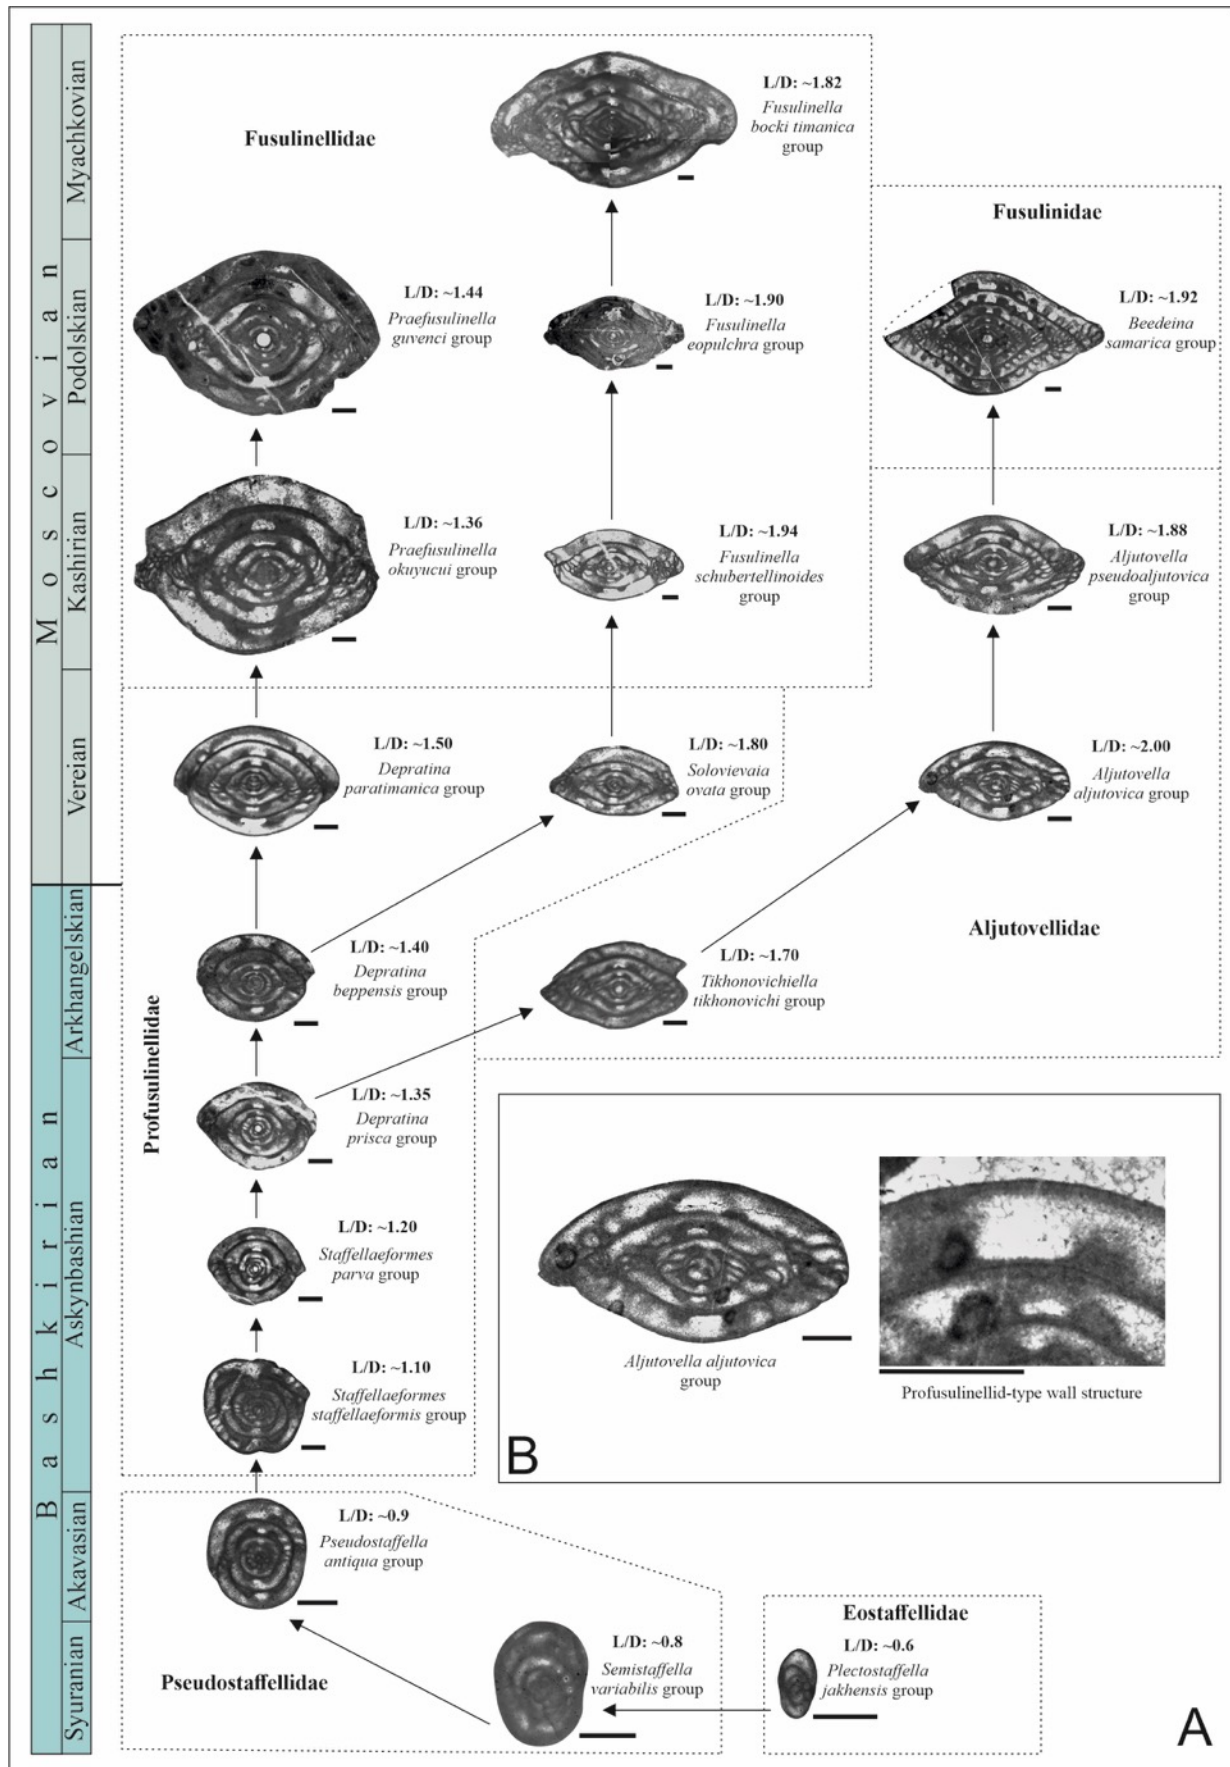 Moscovian
Bashkirian
Myachkovian
Podolskian
Kashirian
Vereian
Arkhangelskian
Askynbashian
Akavasian
Syuranian
Fusulinellidae
L/D: ~1.82
Fusulinella
bocki timanica
group
Fusulinidae
L/D: ~1.44
Praefusulinella
guvenci group
L/D: ~1.90
Fusulinella
eopulchra group
L/D: ~1.92
Beedeina
samarica group
L/D: ~1.36
Praefusulinella
okuyucui group
L/D: ~1.94
Fusulinella
schubertellinoides
group
L/D: ~1.88
Aljutovella
pseudoaljutovica
group
L/D: ~1.50
Depratina
paratimanica group
L/D: ~1.80
Solovievaia
ovata group
L/D: ~2.00
Aljutovella
aljutovica group
Profusulinellidae
L/D: ~1.40
Depratina
beppensis group
L/D: ~1.70
Tikhonovichiella
tikhonovichi group
Aljutovellidae
L/D: ~1.35
Depratina
prisca group
L/D: ~1.20
Staffellaeformes
parva group
L/D: ~1.10
Staffellaeformes
staffellaeformis group
Aljutovella aljutovica
group
Profusulinellid-type wall structure
B
L/D: ~0.9
Pseudostaffella
antiqua group
Pseudostaffellidae
L/D: ~0.8
Semistaffella
variabilis group
Eostaffellidae
L/D: ~0.6
Plectostaffella
jakhensis group
A